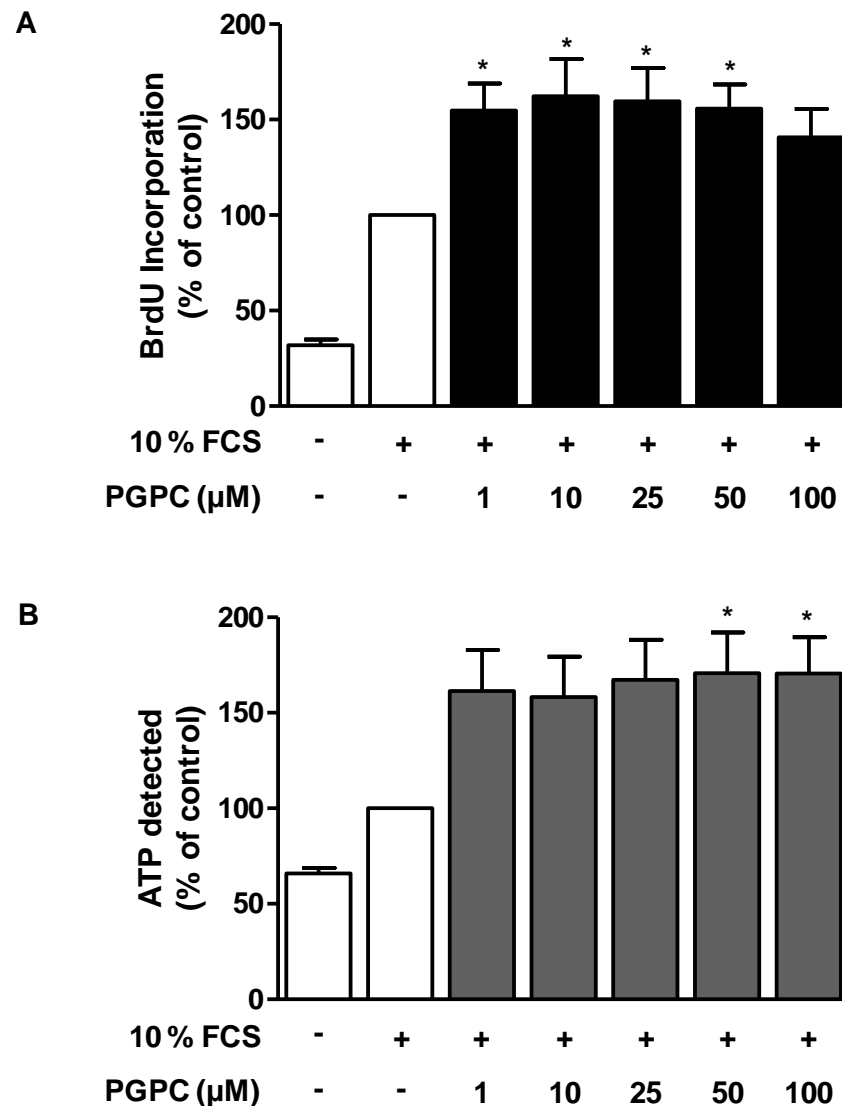 A
200
150
100
50
0
BrdU Incorporation
(% of control)
* * * *
10 % FCS - + + + + + +
PGPC (µM) - - 1 10 25 50 100
B
200
150
100
50
0
ATP detected
(% of control)
* *
10 % FCS - + + + + + +
PGPC (µM) - - 1 10 25 50 100